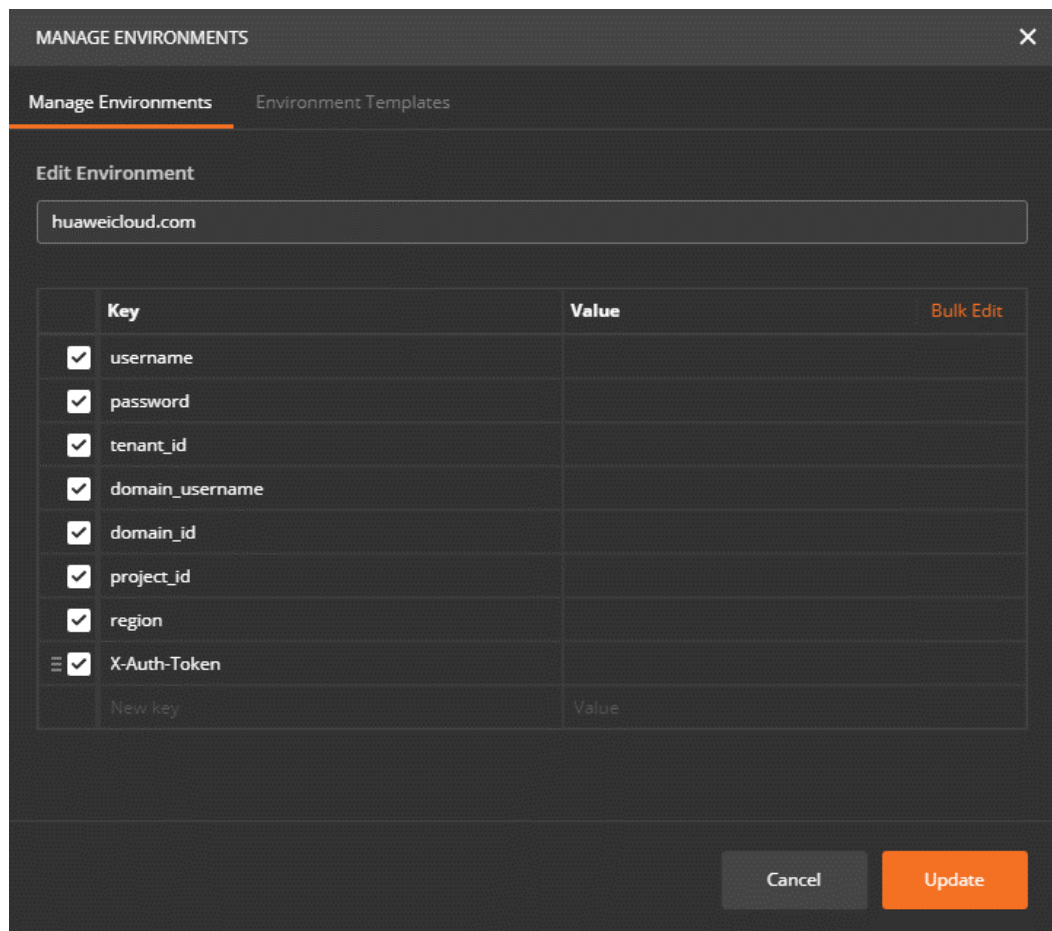 MANAGE ENVIRONMENTS
Manage Environments Environment Templates
Edit Environment
huaweicloud.com
Key Value Bulk Edit
username
password
tenant_id
domain_username
domain_id
project_id
region
X-Auth-Token
New key Value
Cancel Update